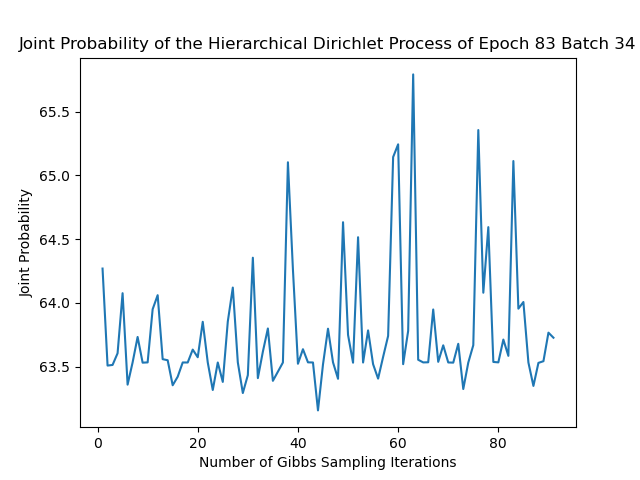 Joint Probability of the Hierarchical Dirichlet Process of Epoch 83 Batch 34
65.5
65.0
64.5
64.0
63.5
Joint Probability
0 20 40 60 80
Number of Gibbs Sampling Iterations